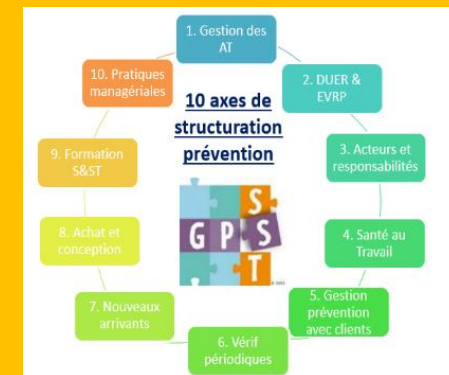 1. Gestion des
AT
2. DUER &
EVRP
3. Acteurs et
responsabilités
4. Santé au
Travail
5. Gestion
prévention
avec clients
6. Vérif
périodiques
7. Nouveaux
arrivants
8. Achat et
conception
9. Formation
S&ST
10. Pratiques
managériales
10 axes de
structuration
prévention
S
GPS
T